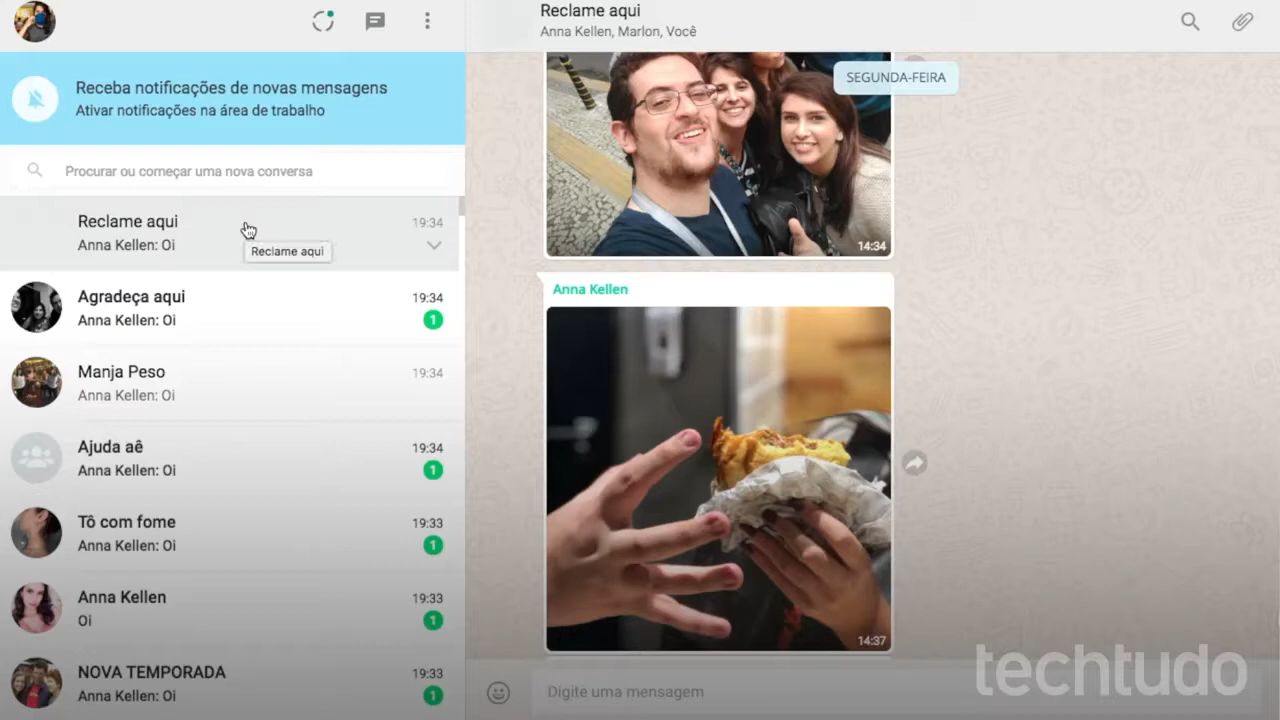 Receba notificações de novas mensagens
Ativar notificações na área de trabalho
Procurar ou começar uma nova conversa
Reclame aqui
19:34
Anna Kellen: Oi
Reclame aqui
Agradeça aqui
19:34
Anna Kellen: Oi
1
Manja Peso
19:34
Anna Kellen: Oi
Ajuda aê
19:34
Anna Kellen: Oi
1
Tô com fome
19:33
Anna Kellen: Oi
1
Anna Kellen
19:33
Oi
1
NOVA TEMPORADA
19:33
Anna Kellen: Oi
1
Reclame aqui
Anna Kellen, Marlon, Você
SEGUNDA-FEIRA
14:34
Anna Kellen
14:37
Digite uma mensagem
techtudo